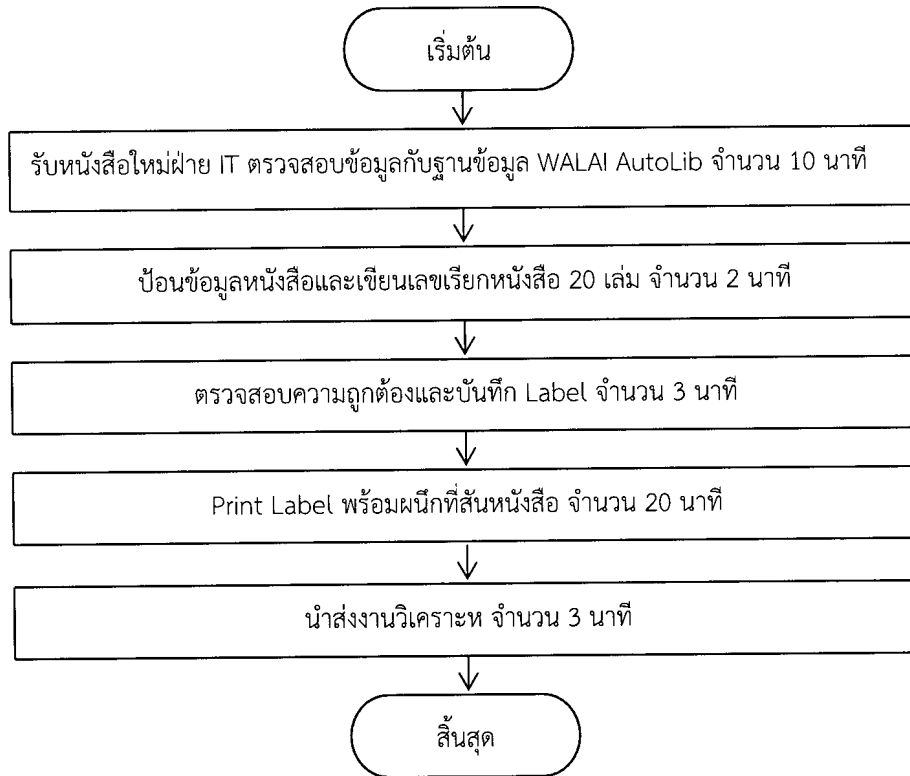 เริ่มต้น
รับหนังสือใหม่ฝ่าย IT ตรวจสอบข้อมูลกับฐานข้อมูล WALAI AutoLib จำนวน 10 นาที
ป้อนข้อมูลหนังสือและเขียนเลขเรียกหนังสือ 20 เล่ม จำนวน 2 นาที
ตรวจสอบความถูกต้องและบันทึก Label จำนวน 3 นาที
Print Label พร้อมผนึกที่สันหนังสือ จำนวน 20 นาที
นำส่งงานวิเคราะห จำนวน 3 นาที
สิ้นสุด